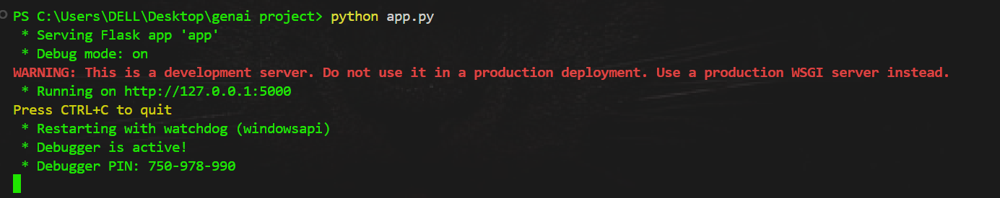 PS C:\Users\DELL\Desktop\genai project> python app.py
 * Serving Flask app 'app'
 * Debug mode: on
WARNING: This is a development server. Do not use it in a production deployment. Use a production WSGI server instead.
 * Running on http://127.0.0.1:5000
Press CTRL+C to quit
 * Restarting with watchdog (windowsapi)
 * Debugger is active!
 * Debugger PIN: 750-978-990